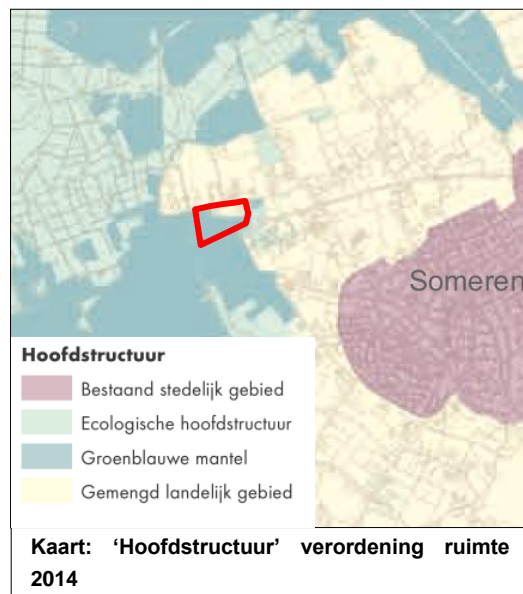 Someren
Hoofdstructuur
Bestaand stedelijk gebied
Ecologische hoofdstructuur
Groenblauwe mantel
Gemengd landelijk gebied
Kaart: ‘Hoofdstructuur’ verordening ruimte
2014